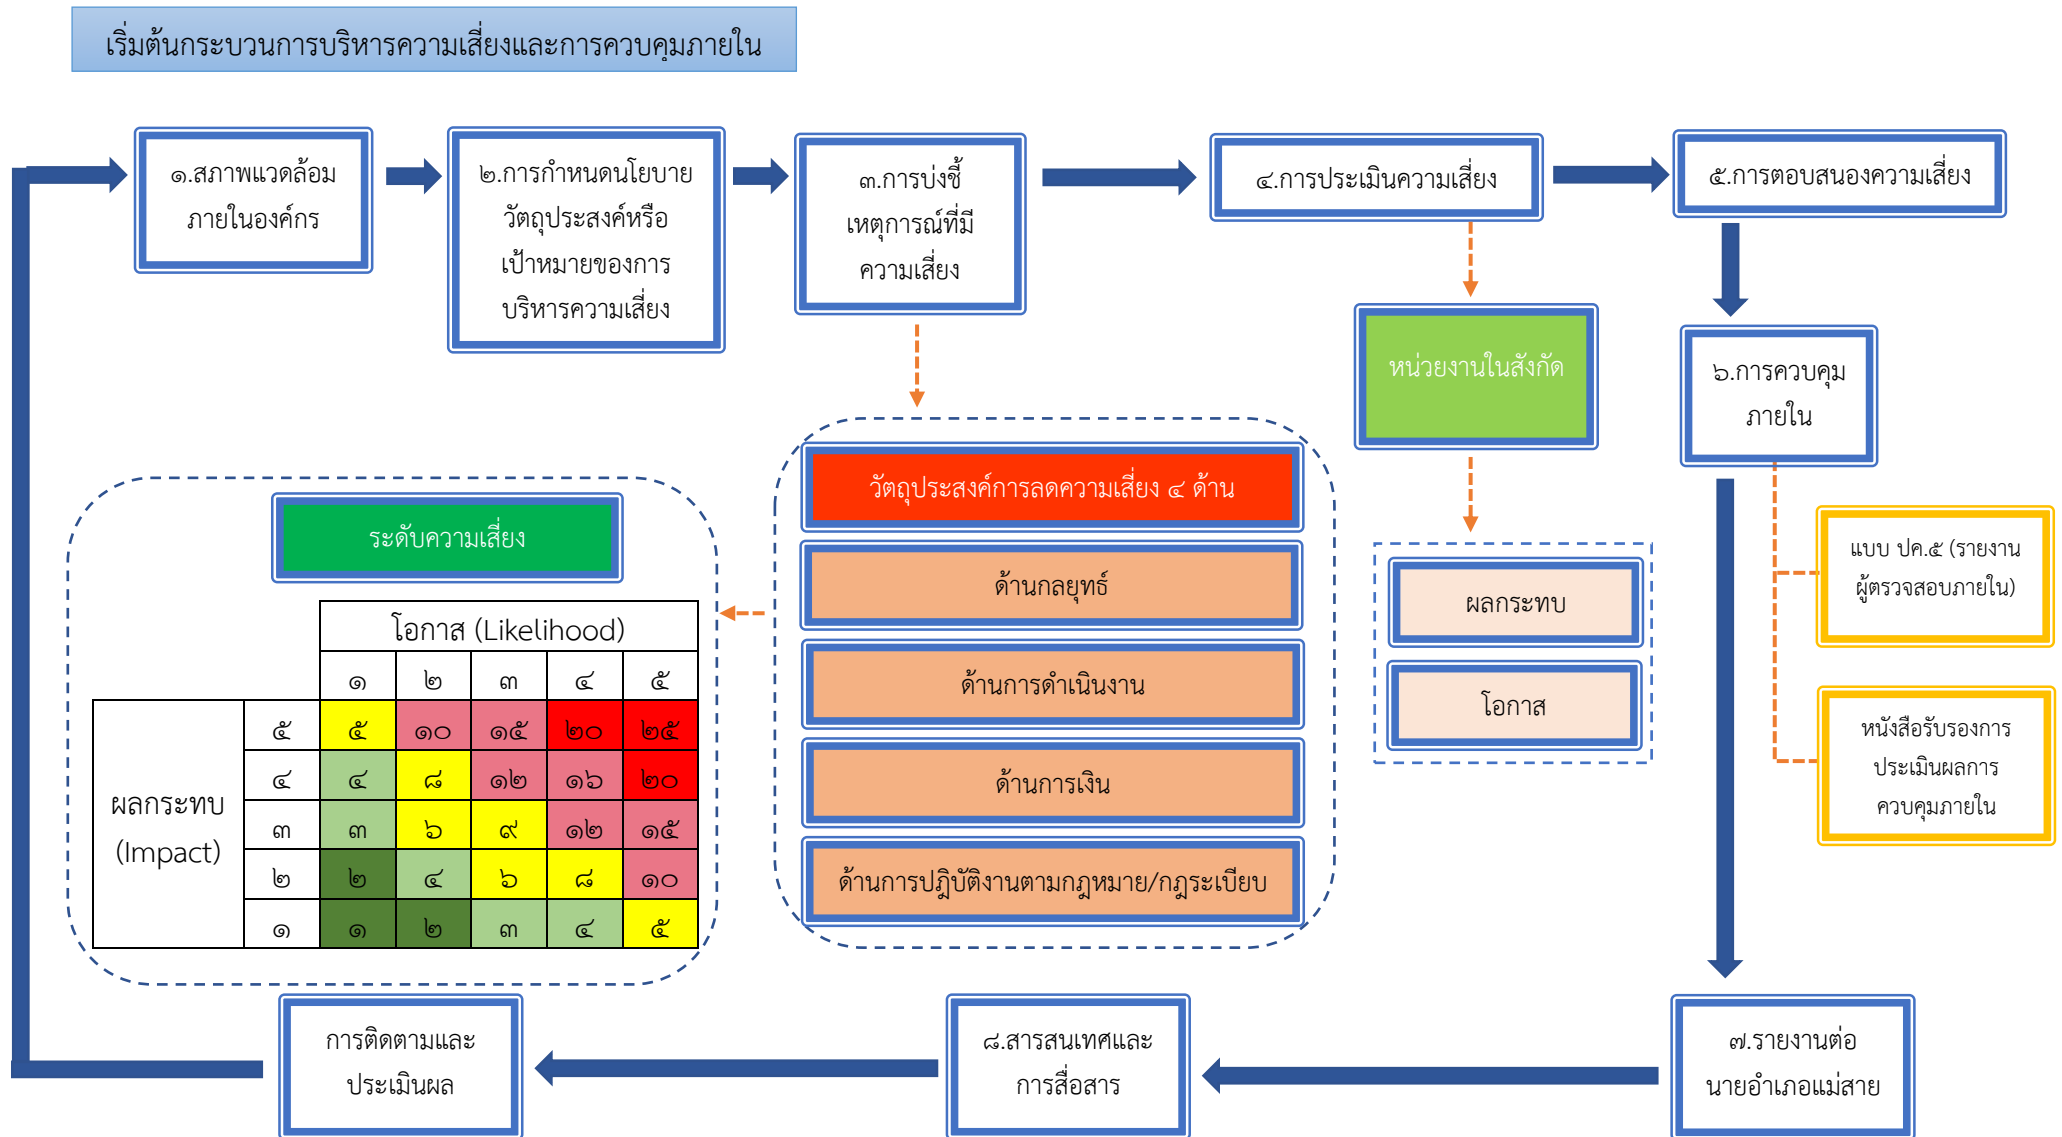 เริ่มต้นกระบวนการบริหารความเสี่ยงและการควบคุมภายใน
๑.สภาพแวดล้อม
ภายในองค์กร
๒.การกำหนดนโยบาย
วัตถุประสงค์หรือ
เป้าหมายของการ
บริหารความเสี่ยง
๓.การบ่งชี้
เหตุการณ์ที่มี
ความเสี่ยง
๔.การประเมินความเสี่ยง
๕.การตอบสนองความเสี่ยง
หน่วยงานในสังกัด
๖.การควบคุม
ภายใน
วัตถุประสงค์การลดความเสี่ยง ๔ ด้าน
ด้านกลยุทธ์
ด้านการดำเนินงาน
ด้านการเงิน
ด้านการปฏิบัติงานตามกฎหมาย/กฎระเบียบ
ผลกระทบ
โอกาส
แบบ ปค.๕ (รายงาน
ผู้ตรวจสอบภายใน)
หนังสือรับรองการ
ประเมินผลการ
ควบคุมภายใน
ระดับความเสี่ยง
โอกาส (Likelihood)
๑ ๒ ๓ ๔ ๕
ผลกระทบ
(Impact)
๕ ๕ ๑๐ ๑๕ ๒๐ ๒๕
๔ ๔ ๘ ๑๒ ๑๖ ๒๐
๓ ๓ ๖ ๙ ๑๒ ๑๕
๒ ๒ ๔ ๖ ๘ ๑๐
๑ ๑ ๒ ๓ ๔ ๕
๗.รายงานต่อ
นายอำเภอแม่สาย
๘.สารสนเทศและ
การสื่อสาร
การติดตามและ
ประเมินผล